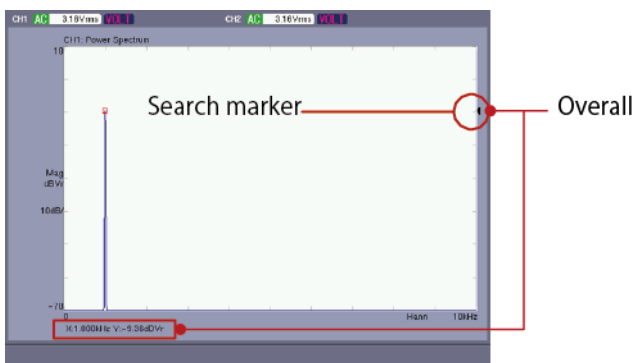 CH1 AC 3.16Vrms VOLT CH2 AC 3.16Vrms VOLT
CH1: Power Spectrum
10
Search marker
Overall
Mag
dBVr
10dB/
-70
0 Hann 10kHz
X:1.000kHz Y:-9.38dBVr